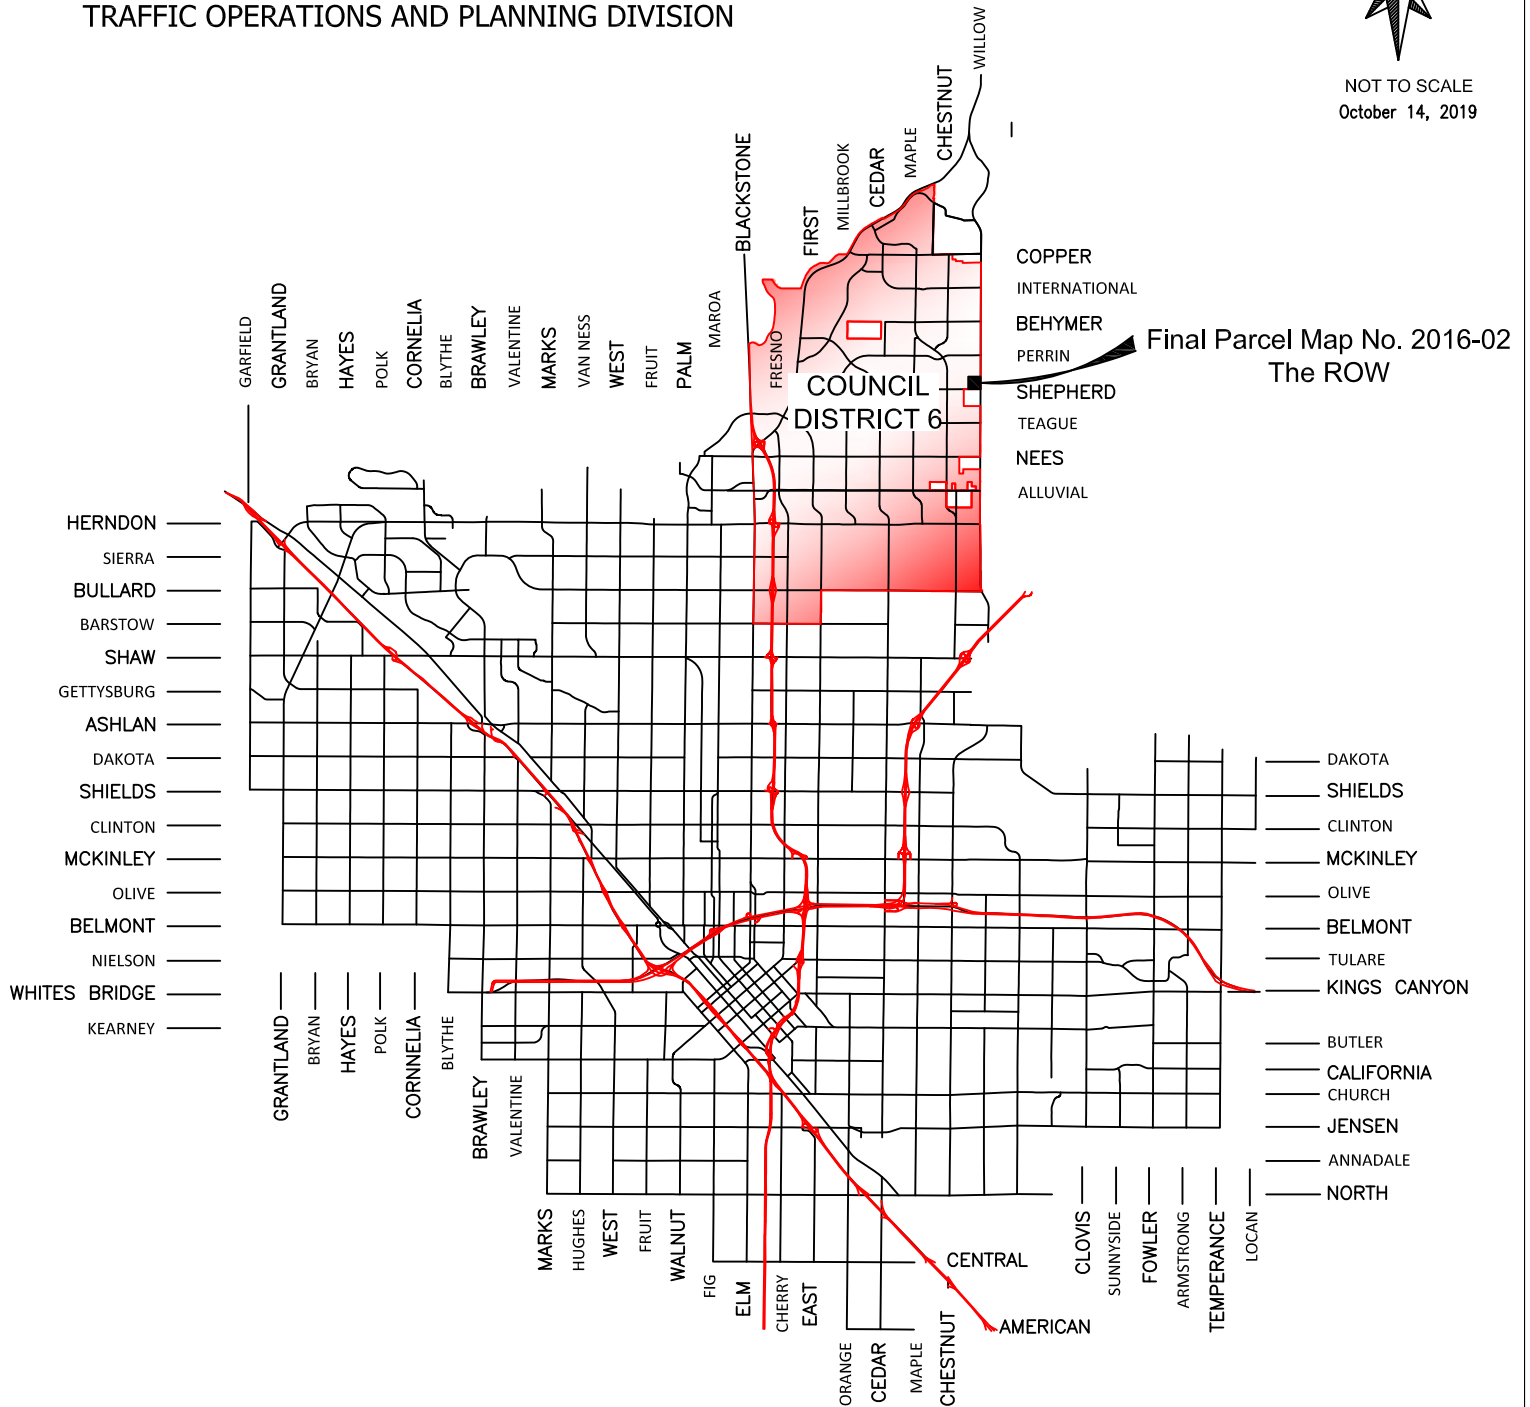 TRAFFIC OPERATIONS AND PLANNING DIVISION
NOT TO SCALE
October 14, 2019
WILLOW
CHESTNUT
MAPLE
CEDAR
MILLBROOK
FIRST
BLACKSTONE
COPPER
INTERNATIONAL
BEHYMER
PERRIN
SHEPHERD
TEAGUE
NEES
ALLUVIAL
Final Parcel Map No. 2016-02
The ROW
COUNCIL
DISTRICT 6
GARFIELD
GRANTLAND
BRYAN
HAYES
POLK
CORNELIA
BLYTHE
BRAWLEY
VALENTINE
MARKS
VAN NESS
WEST
FRUIT
PALM
MAROA
FRESNO
HERNDON
SIERRA
BULLARD
BARSTOW
SHAW
GETTYSBURG
ASHLAN
DAKOTA
SHIELDS
CLINTON
MCKINLEY
OLIVE
BELMONT
NIELSON
WHITES BRIDGE
KEARNEY
DAKOTA
SHIELDS
CLINTON
MCKINLEY
OLIVE
BELMONT
TULARE
KINGS CANYON
BUTLER
CALIFORNIA
CHURCH
JENSEN
ANNADALE
NORTH
GRANTLAND
BRYAN
HAYES
POLK
CORNNELIA
BLYTHE
BRAWLEY
VALENTINE
MARKS
HUGHES
WEST
FRUIT
WALNUT
FIG
ELM
CHERRY
EAST
ORANGE
CEDAR
MAPLE
CHESTNUT
CENTRAL
AMERICAN
CLOVIS
SUNNYSIDE
FOWLER
ARMSTRONG
TEMPERANCE
LOCAN